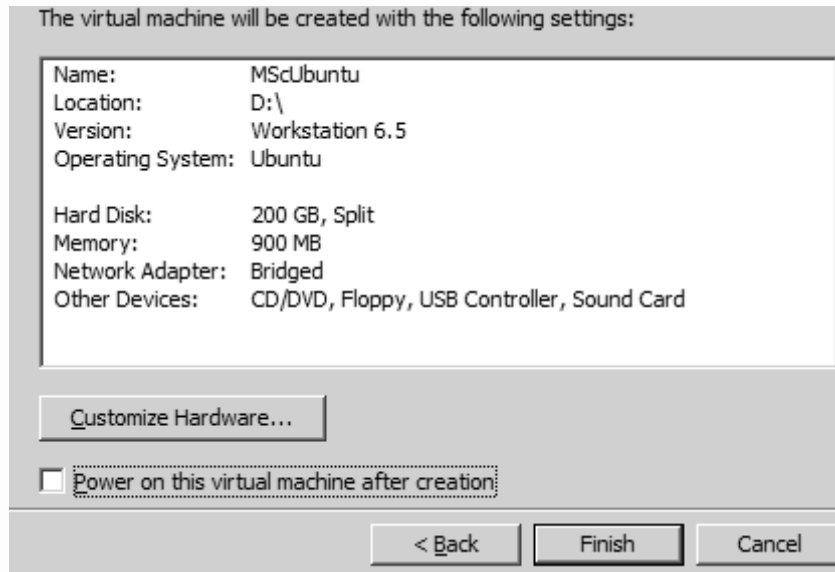 The virtual machine will be created with the following settings:
Name: MScUbuntu
Location: D:\
Version: Workstation 6.5
Operating System: Ubuntu
Hard Disk: 200 GB, Split
Memory: 900 MB
Network Adapter: Bridged
Other Devices: CD/DVD, Floppy, USB Controller, Sound Card
Customize Hardware...
Power on this virtual machine after creation
< Back Finish Cancel